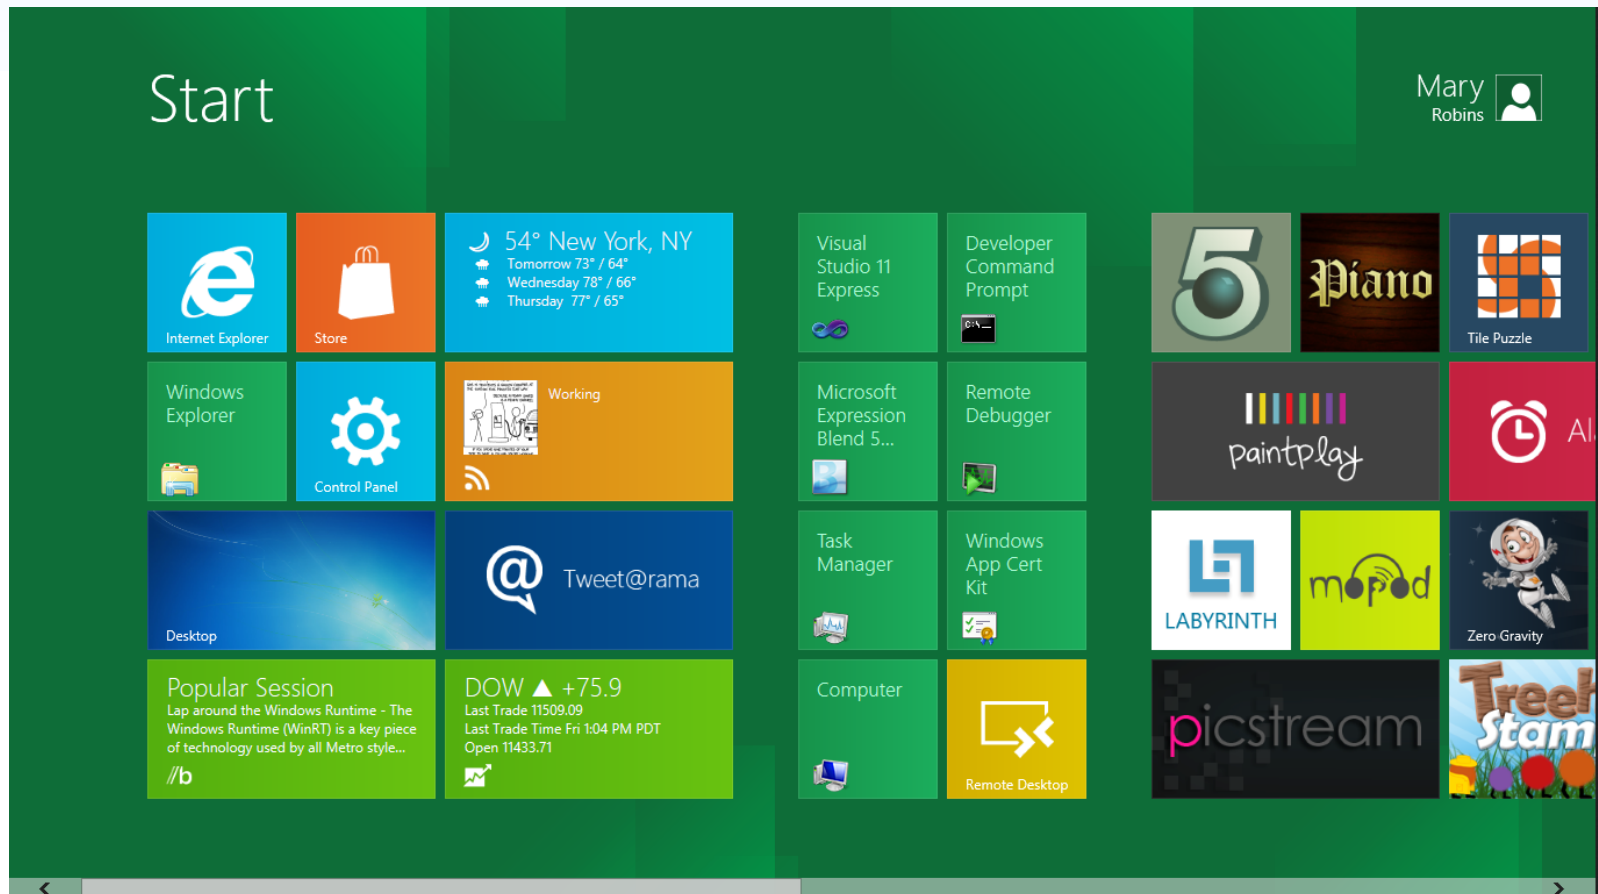 Start
Mary
Robins
Internet Explorer
Store
54° New York, NY
Tomorrow 73° / 64°
Wednesday 78° / 66°
Thursday 77° / 65°
Windows
Explorer
Control Panel
Working
Desktop
Tweet@rama
Popular Session
Lap around the Windows Runtime - The
Windows Runtime (WinRT) is a key piece
of technology used by all Metro style...
//b
DOW ▲ +75.9
Last Trade 11509.09
Last Trade Time Fri 1:04 PM PDT
Open 11433.71
Visual
Studio 11
Express
Developer
Command
Prompt
C:\_
Microsoft
Expression
Blend 5...
Remote
Debugger
Task
Manager
Windows
App Cert
Kit
Computer
Remote Desktop
5
Piano
Tile Puzzle
paintplay
Al
LABYRINTH
mopod
Zero Gravity
picstream
Treeh
Stam